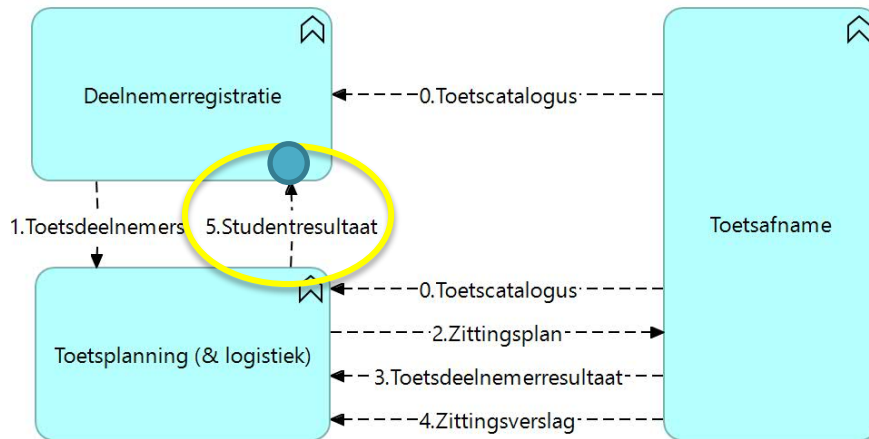 Deelnemerregistratie
0.Toetscatalogus
1.Toetsdeelnemers
5.Studentresultaat
Toetsafname
0.Toetscatalogus
2.Zittingsplan
Toetsplanning (& logistiek)
3.Toetsdeelnemerresultaat
4.Zittingsverslag